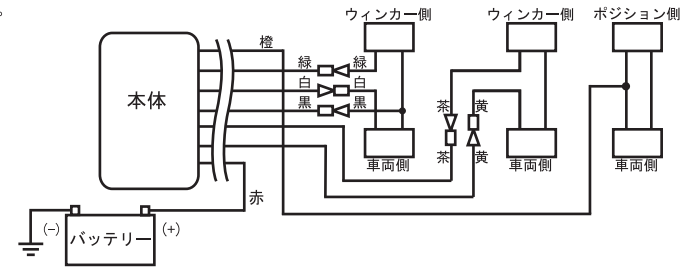 。
ウィンカー側 ウィンカー側 ポジション側
橙
緑 緑
白 白
黒 黒
本体
茶 黄
茶 黄
車両側 車両側 車両側
赤
(−) バッテリー (+)